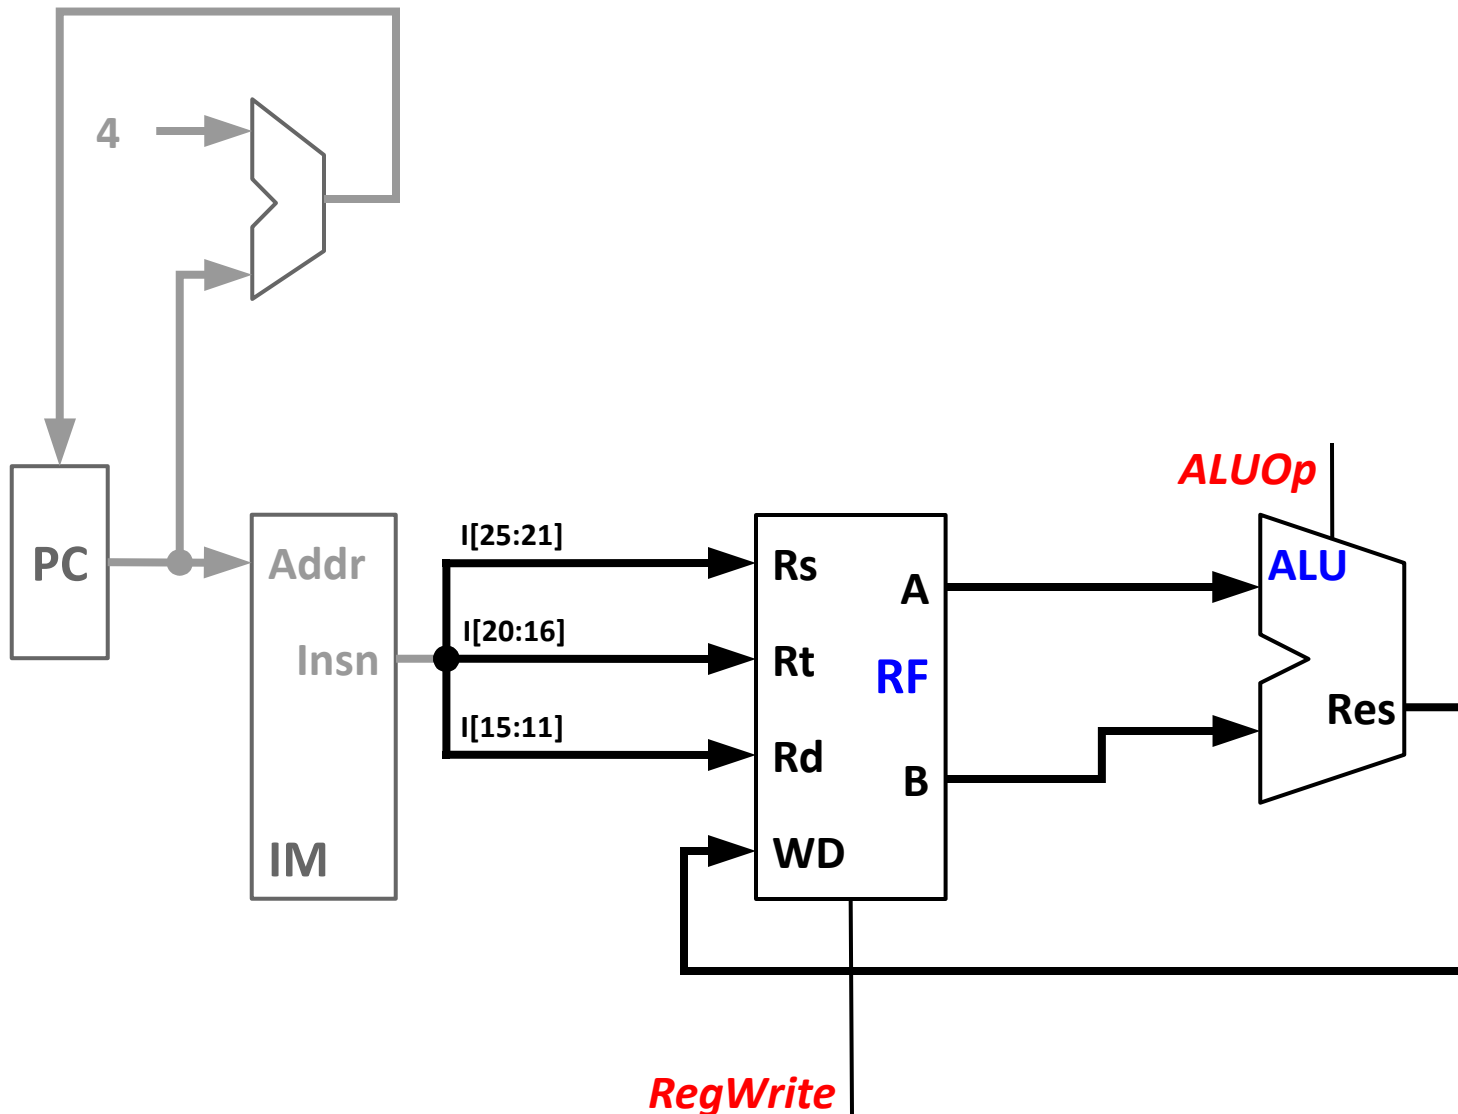 4
ALUOp
PC
Addr
Insn
IM
I[25:21]
I[20:16]
I[15:11]
Rs
Rt
Rd
WD
A
RF
B
ALU
Res
RegWrite